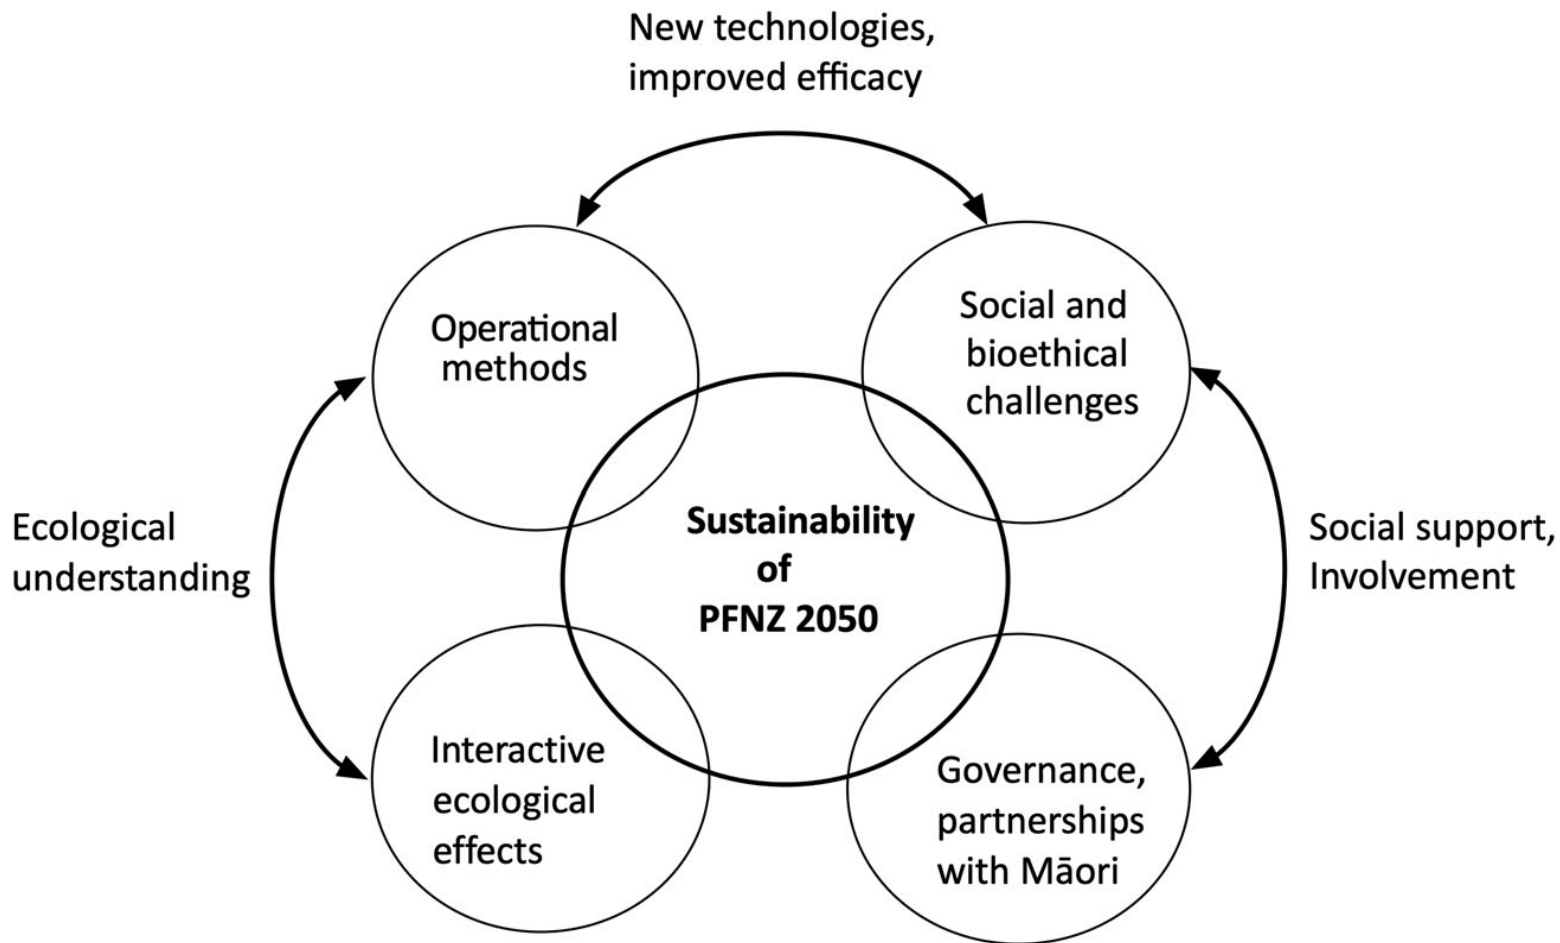 New technologies,
improved efficacy
Operational
methods
Social and
bioethical
challenges
Ecological
understanding
Sustainability
of
PFNZ 2050
Social support,
Involvement
Interactive
ecological
effects
Governance,
partnerships
with Māori